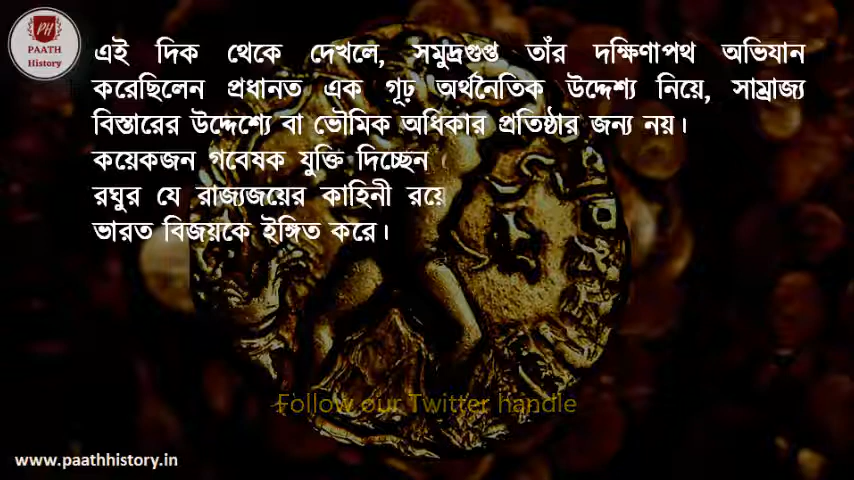 PH
PAATH
History
এই দিক থেকে দেখলে, সমুদ্রগুপ্ত তাঁর দক্ষিণাপথ অভিযান
করেছিলেন প্রধানত এক গূঢ় অর্থনৈতিক উদ্দেশ্য নিয়ে, সাম্রাজ্য
বিস্তারের উদ্দেশ্যে বা ভৌমিক অধিকার প্রতিষ্ঠার জন্য নয়।
কয়েকজন গবেষক যুক্তি দিচ্ছেন
রঘুর যে রাজ্যজয়ের কাহিনী রয়ে
ভারত বিজয়কে ইঙ্গিত করে।
Follow our Twitter handle
www.paathhistory.in